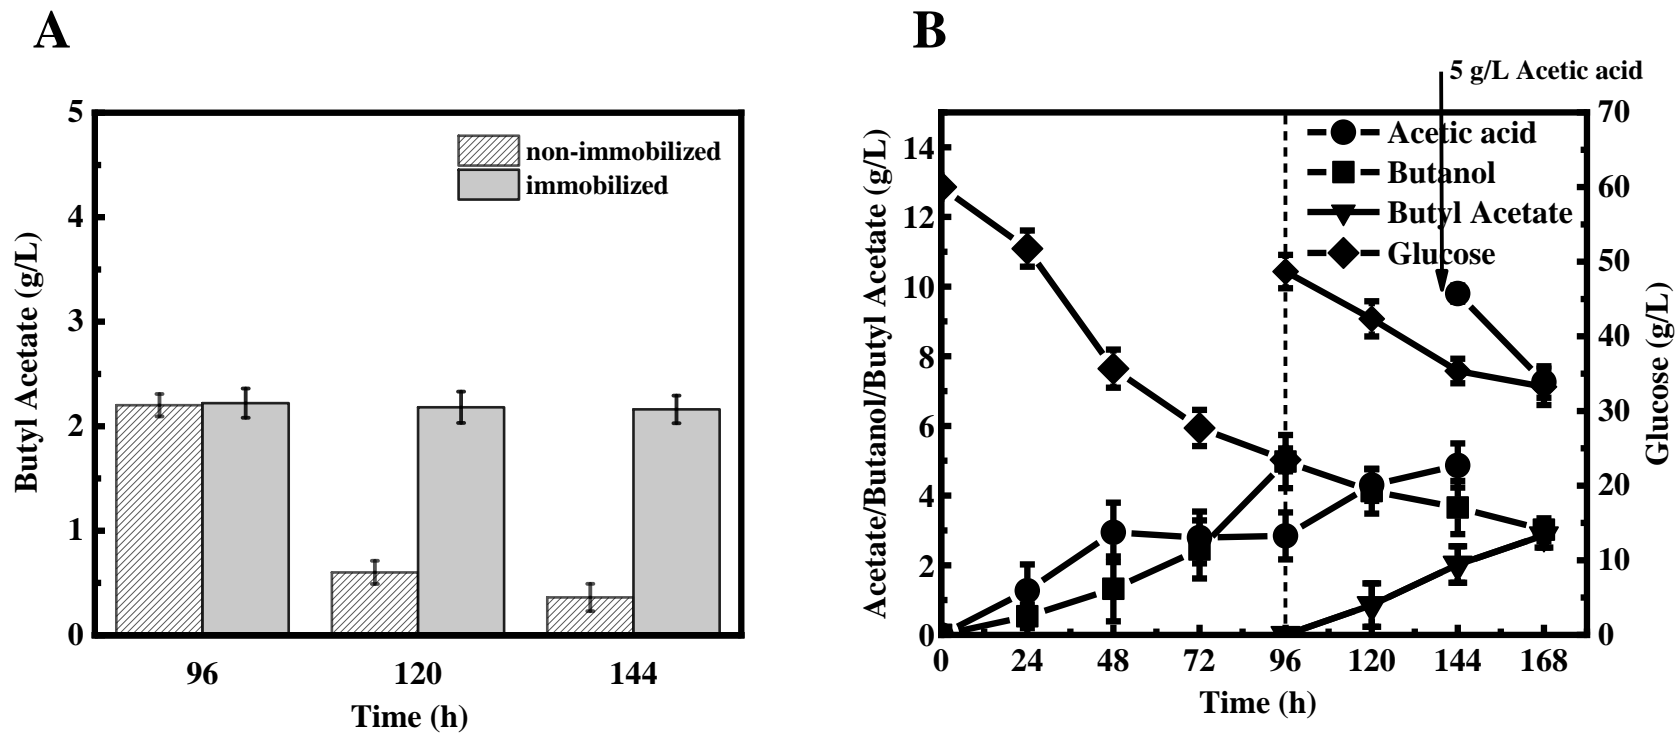 A
5
4
3
2
1
0
Butyl Acetate (g/L)
non-immobilized
immobilized
96
120
144
Time (h)
B
5 g/L Acetic acid
14
12
10
8
6
4
2
0
Acetate/Butanol/Butyl Acetate (g/L)
Acetic acid
Butanol
Butyl Acetate
Glucose
70
60
50
40
30
20
10
0
Glucose (g/L)
0
24
48
72
96
120
144
168
Time (h)